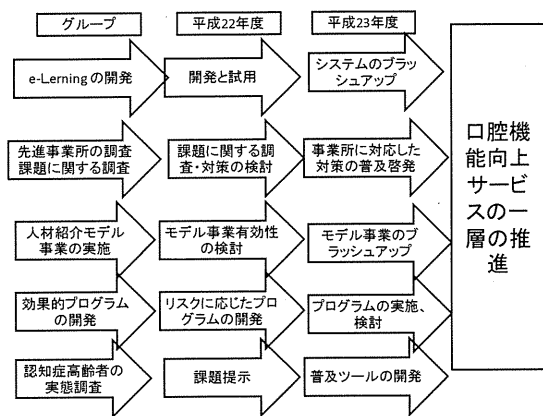 グループ
平成22年度
平成23年度
e-Lerningの開発
開発と試用
システムのブラ
ッシュアップ
先進事業所の調査
課題に関する調査
課題に関する調
査・対策の検討
事業所に対応した
対策の普及啓発
人材紹介モデル
事業の実施
モデル事業有効性
の検討
モデル事業のブ
ラッシュアップ
効果的プログラム
の開発
リスクに応じたプロ
グラムの開発
プログラムの実施、
検討
認知症高齢者の
実態調査
課題提示
普及ツールの開発
口腔機
能向上
サービ
スの一
層の推
進